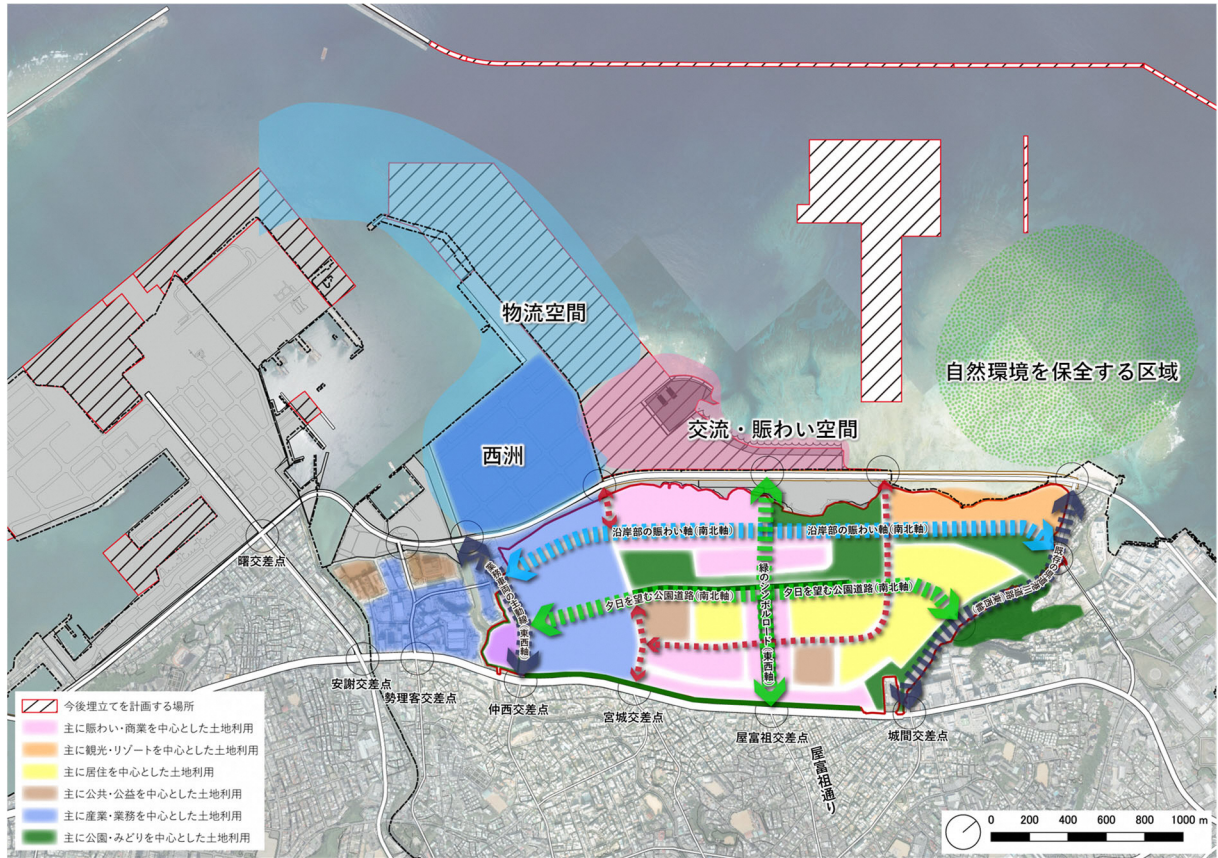 物流空間
自然環境を保全する区域
交流・賑わい空間
西洲
沿岸部の賑わい軸(南北軸)
沿岸部の賑わい軸(南北軸)
曙交差点
緑のシンボルロード(東西軸)
夕日を望む公園道路(南北軸)
夕日を望む公園道路(南北軸)
(東西軸)
安謝交差点
勢理客交差点
仲西交差点
宮城交差点
屋富祖交差点
城間交差点
屋富祖通り
今後埋立てを計画する場所
主に賑わい・商業を中心とした土地利用
主に観光・リゾートを中心とした土地利用
主に居住を中心とした土地利用
主に公共・公益を中心とした土地利用
主に産業・業務を中心とした土地利用
主に公園・みどりを中心とした土地利用
0 200 400 600 800 1000 m